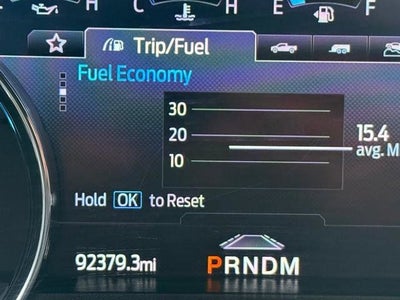 H C H E F
Trip/Fuel
Fuel Economy
30
20
15.4
avg. M
10
Hold OK to Reset
92379.3mi
PRNDM